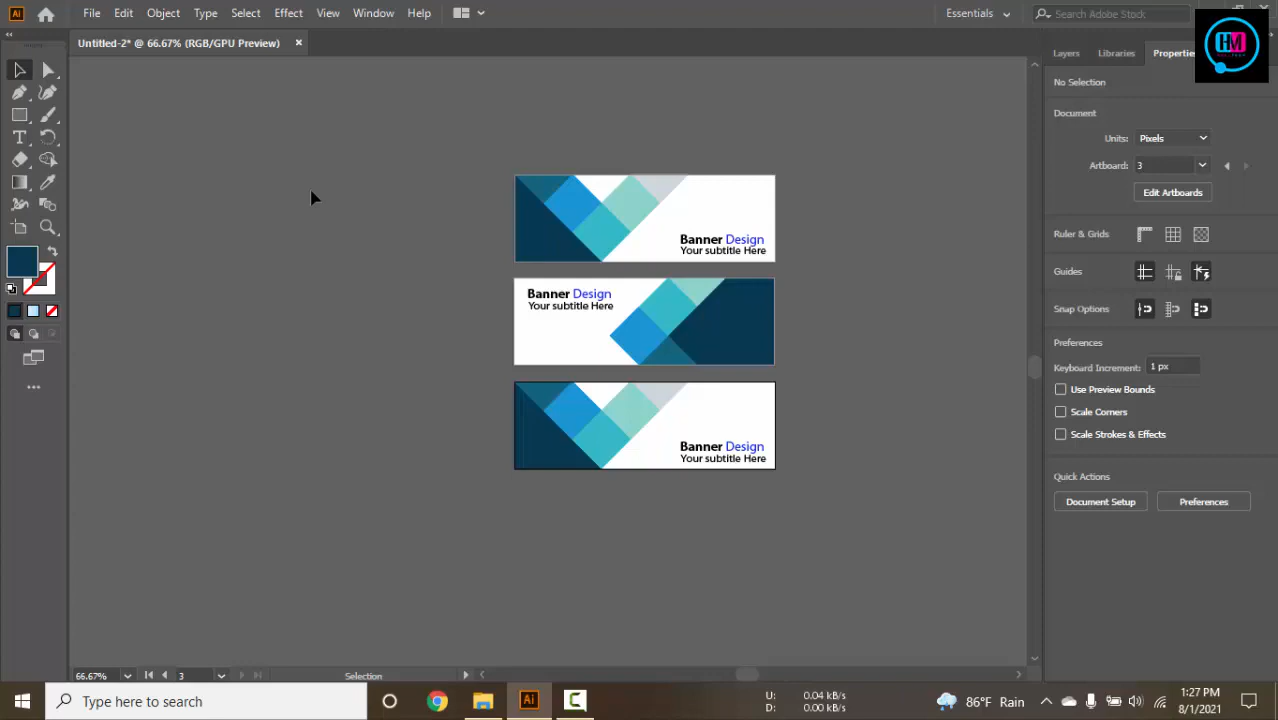 Ai File Edit Object Type Select Effect View Window Help Essentials Search Adobe Stock
Untitled-2* @ 66.67% (RGB/GPU Preview) ×
HM
Layers Libraries Properties
No Selection
Document
Units: Pixels
Artboard: 3
Edit Artboards
Ruler & Grids
Guides
Snap Options
Preferences
Keyboard Increment: 1 px
Use Preview Bounds
Scale Corners
Scale Strokes & Effects
Quick Actions
Document Setup Preferences
Banner Design
Your subtitle Here
Banner Design
Your subtitle Here
Banner Design
Your subtitle Here
66.67% 3 Selection
Type here to search
Ai
U: 0.04 kB/s
D: 0.00 kB/s
86°F Rain
1:27 PM
8/1/2021